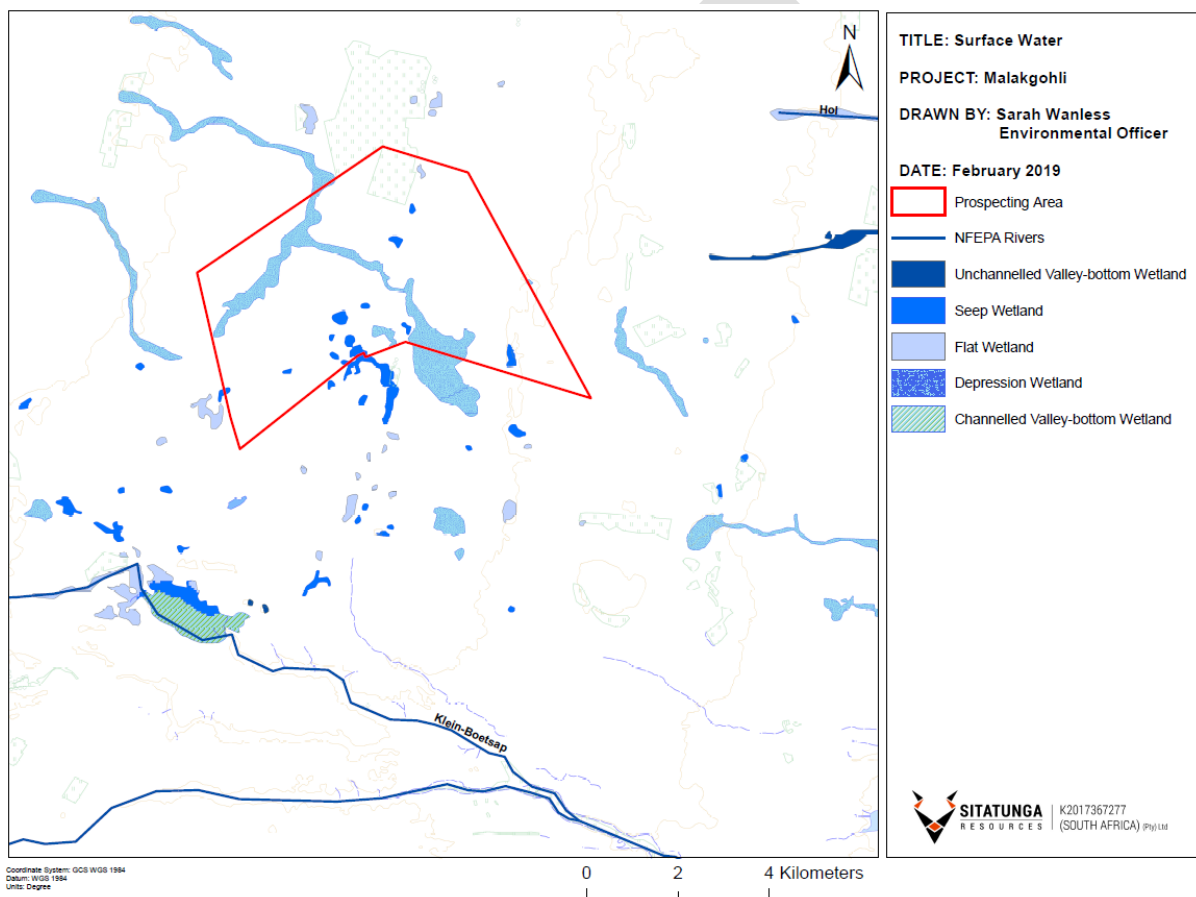 N
Hol
Klein-Boetsap
TITLE: Surface Water
PROJECT: Malakgohli
DRAWN BY: Sarah Wanless
Environmental Officer
DATE: February 2019
Prospecting Area
NFEPA Rivers
Unchannelled Valley-bottom Wetland
Seep Wetland
Flat Wetland
Depression Wetland
Channelled Valley-bottom Wetland
SITATUNGA
RESOURCES
K2017367277
(SOUTH AFRICA) (Pty) Ltd
Coordinate System: GCS WGS 1984
Datum: WGS 1984
Units: Degree
0 2 4 Kilometers